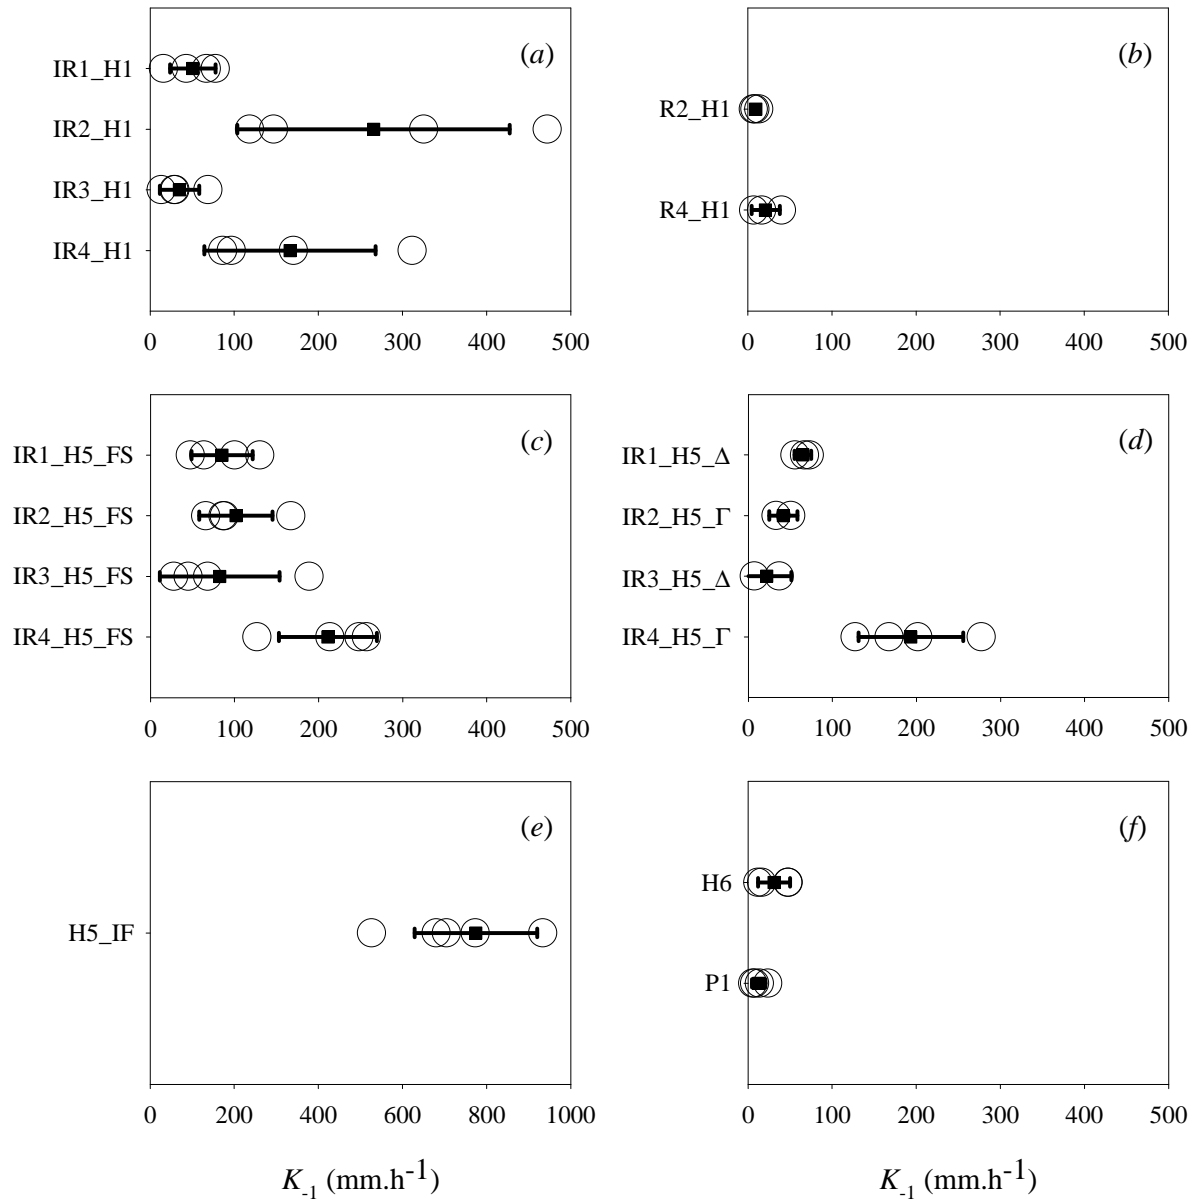 (a)
IR1_H1
IR2_H1
IR3_H1
IR4_H1
0 100 200 300 400 500
(b)
R2_H1
R4_H1
0 100 200 300 400 500
(c)
IR1_H5_FS
IR2_H5_FS
IR3_H5_FS
IR4_H5_FS
0 100 200 300 400 500
(d)
IR1_H5_Δ
IR2_H5_Γ
IR3_H5_Δ
IR4_H5_Γ
0 100 200 300 400 500
(e)
H5_IF
0 200 400 600 800 1000
K-1 (mm.h-1)
(f)
H6
P1
0 100 200 300 400 500
K-1 (mm.h-1)